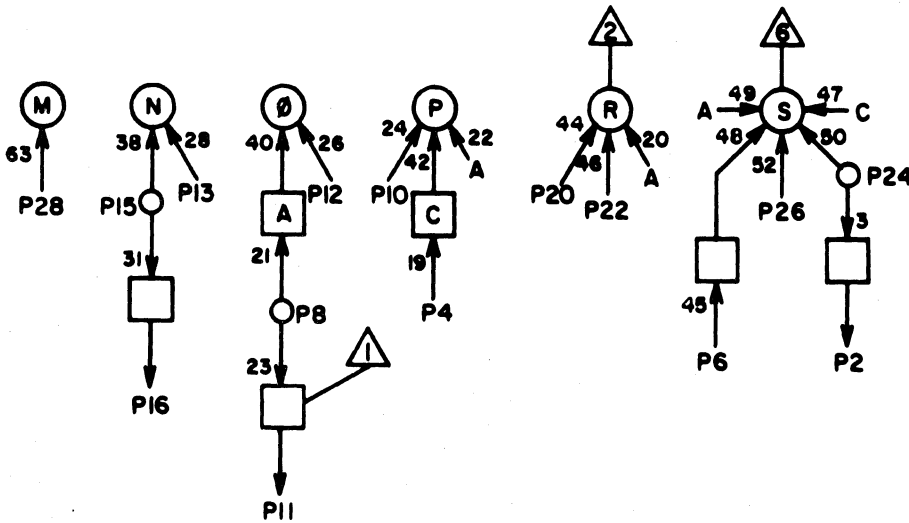 2 6
M N Ø P R S
49 47
A C
63 38 28 40 26 24 42 22 44 46 20 48 52 50
P28 P15 P13 P12 P10 A P20 P22 A P26 P24
31 A C 3
21 19 45
P8 P4 P6 P2
23 1
P16
P11